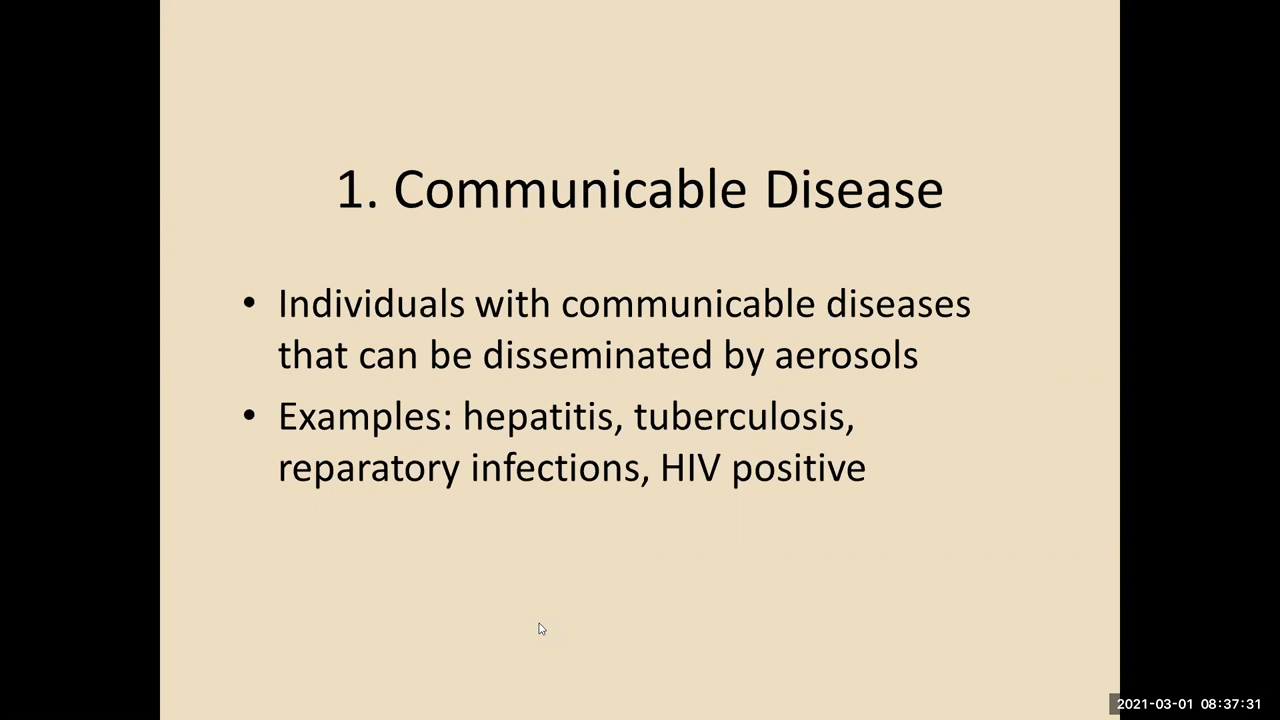 1. Communicable Disease
• Individuals with communicable diseases
that can be disseminated by aerosols
• Examples: hepatitis, tuberculosis,
reparatory infections, HIV positive
2021-03-01 08:37:31